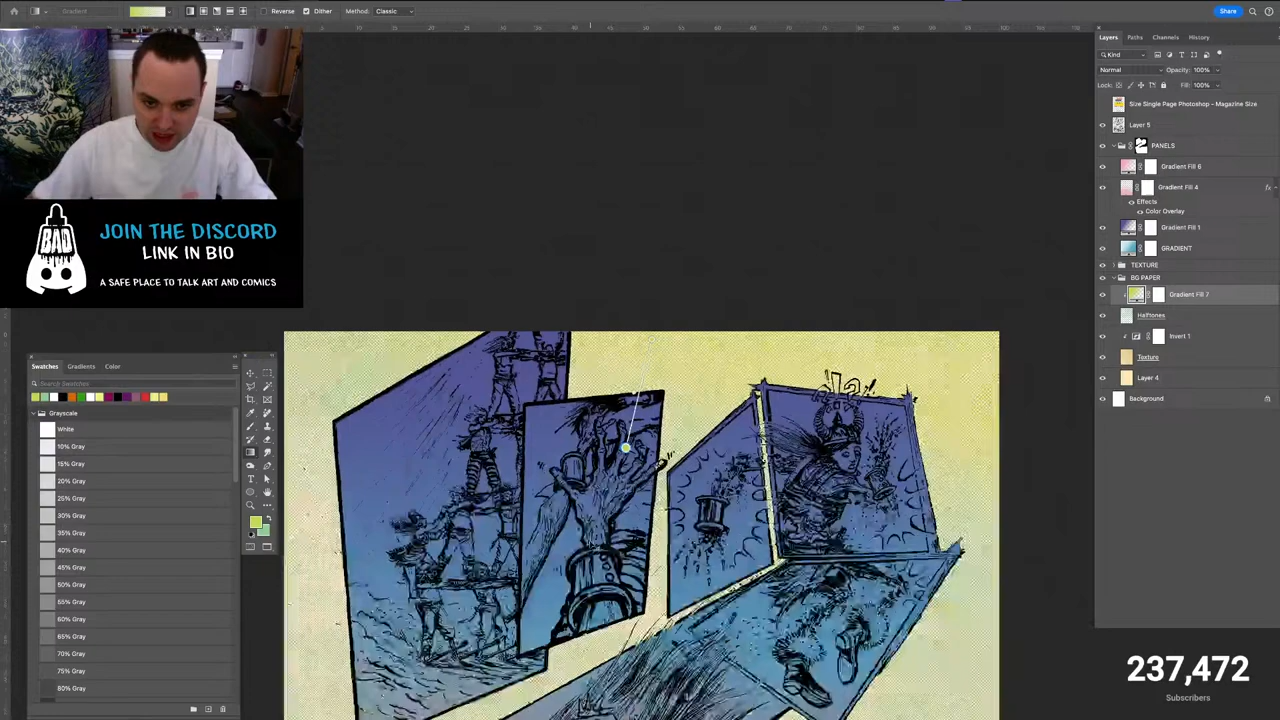 Gradient
Reverse
Dither
Method: Classic
Share
BAD
JOIN THE DISCORD
LINK IN BIO
A SAFE PLACE TO TALK ART AND COMICS
Swatches
Gradients
Color
Search Swatches
Grayscale
White
10% Gray
15% Gray
20% Gray
25% Gray
30% Gray
35% Gray
40% Gray
45% Gray
50% Gray
55% Gray
60% Gray
65% Gray
70% Gray
75% Gray
80% Gray
Layers
Paths
Channels
History
Kind
Normal
Opacity: 100%
Lock:
Fill: 100%
Size Single Page Photoshop - Magazine Size
Layer 5
PANELS
Gradient Fill 6
Gradient Fill 4
fx
Effects
Color Overlay
Gradient Fill 1
GRADIENT
TEXTURE
BG PAPER
Gradient Fill 7
Halftones
Invert 1
Texture
Layer 4
Background
237,472
Subscribers